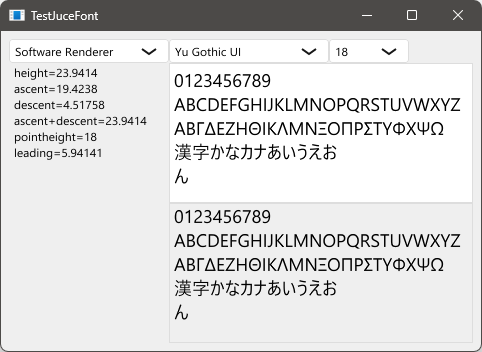 TestJuceFont
Software Renderer
Yu Gothic UI
18
height=23.9414
ascent=19.4238
descent=4.51758
ascent+descent=23.9414
pointheight=18
leading=5.94141
0123456789
ABCDEFGHIJKLMNOPQRSTUVWXYZ
ΑΒΓΔΕΖΗΘΙΚΛΜΝΞΟΠΡΣΤΥΦΧΨΩ
漢字かなカナあいうえお
ん
0123456789
ABCDEFGHIJKLMNOPQRSTUVWXYZ
ΑΒΓΔΕΖΗΘΙΚΛΜΝΞΟΠΡΣΤΥΦΧΨΩ
漢字かなカナあいうえお
ん